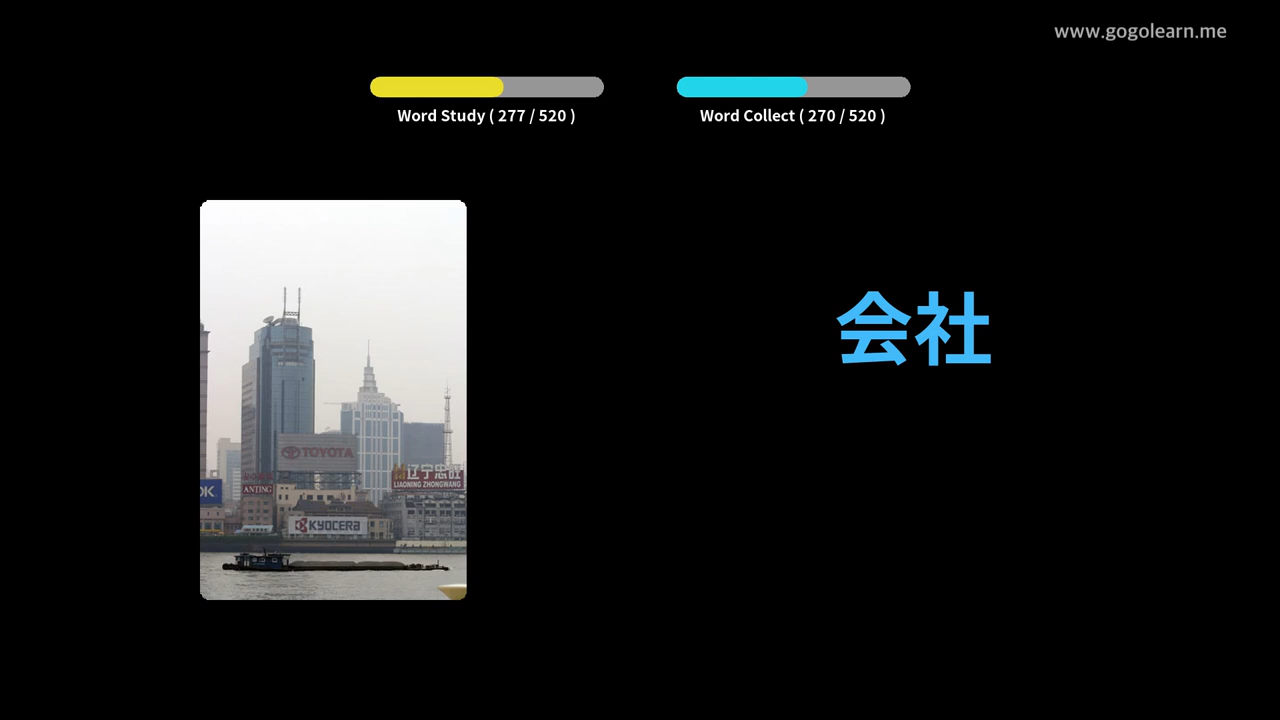 www.gogolearn.me
Word Study ( 277 / 520 )
Word Collect ( 270 / 520 )
会社
TOYOTA
辽宁忠旺
LIAONING ZHONGWANG
OK
ANTING
KYOCERA